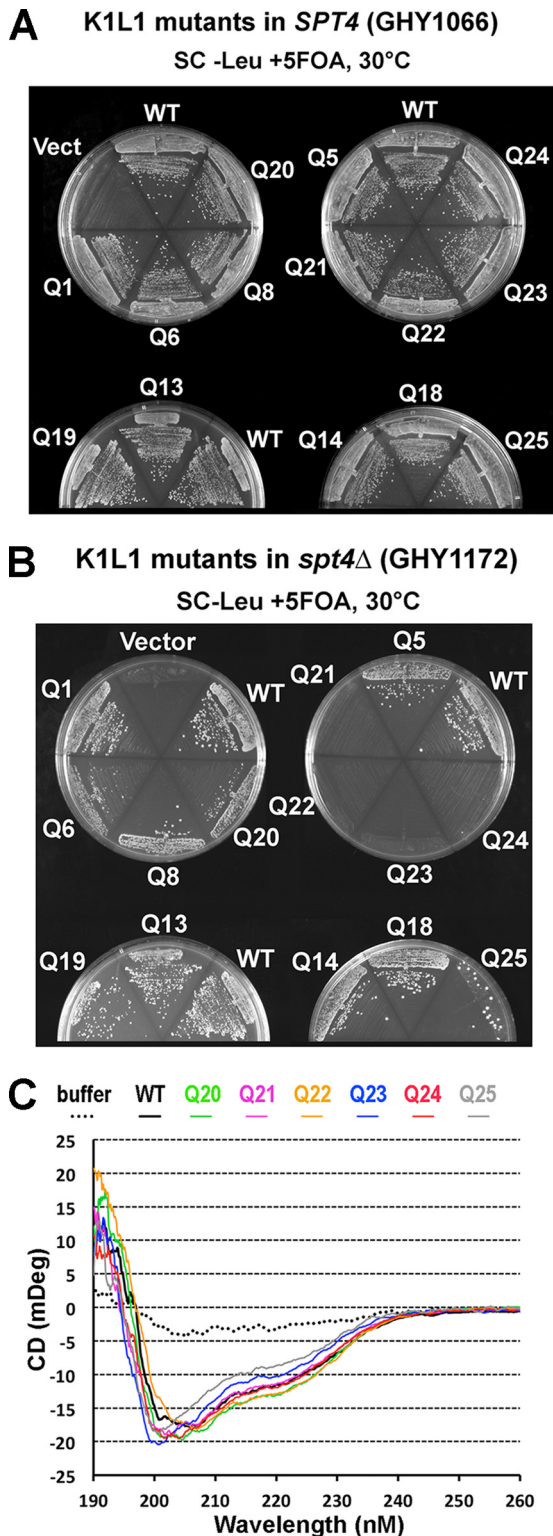 A K1L1 mutants in SPT4 (GHY1066)
SC -Leu +5FOA, 30°C
WT
Vect
Q20
Q1
Q8
Q6
WT
Q5
Q24
Q21
Q23
Q22
Q13
Q19
WT
Q18
Q14
Q25
B K1L1 mutants in spt4Δ (GHY1172)
SC-Leu +5FOA, 30°C
Vector
Q1
WT
Q6
Q20
Q8
Q5
Q21
WT
Q22
Q24
Q23
Q13
Q19
WT
Q18
Q14
Q25
C buffer WT Q20 Q21 Q22 Q23 Q24 Q25
25
20
15
10
5
0
-5
-10
-15
-20
-25
CD (mDeg)
190 200 210 220 230 240 250 260
Wavelength (nM)